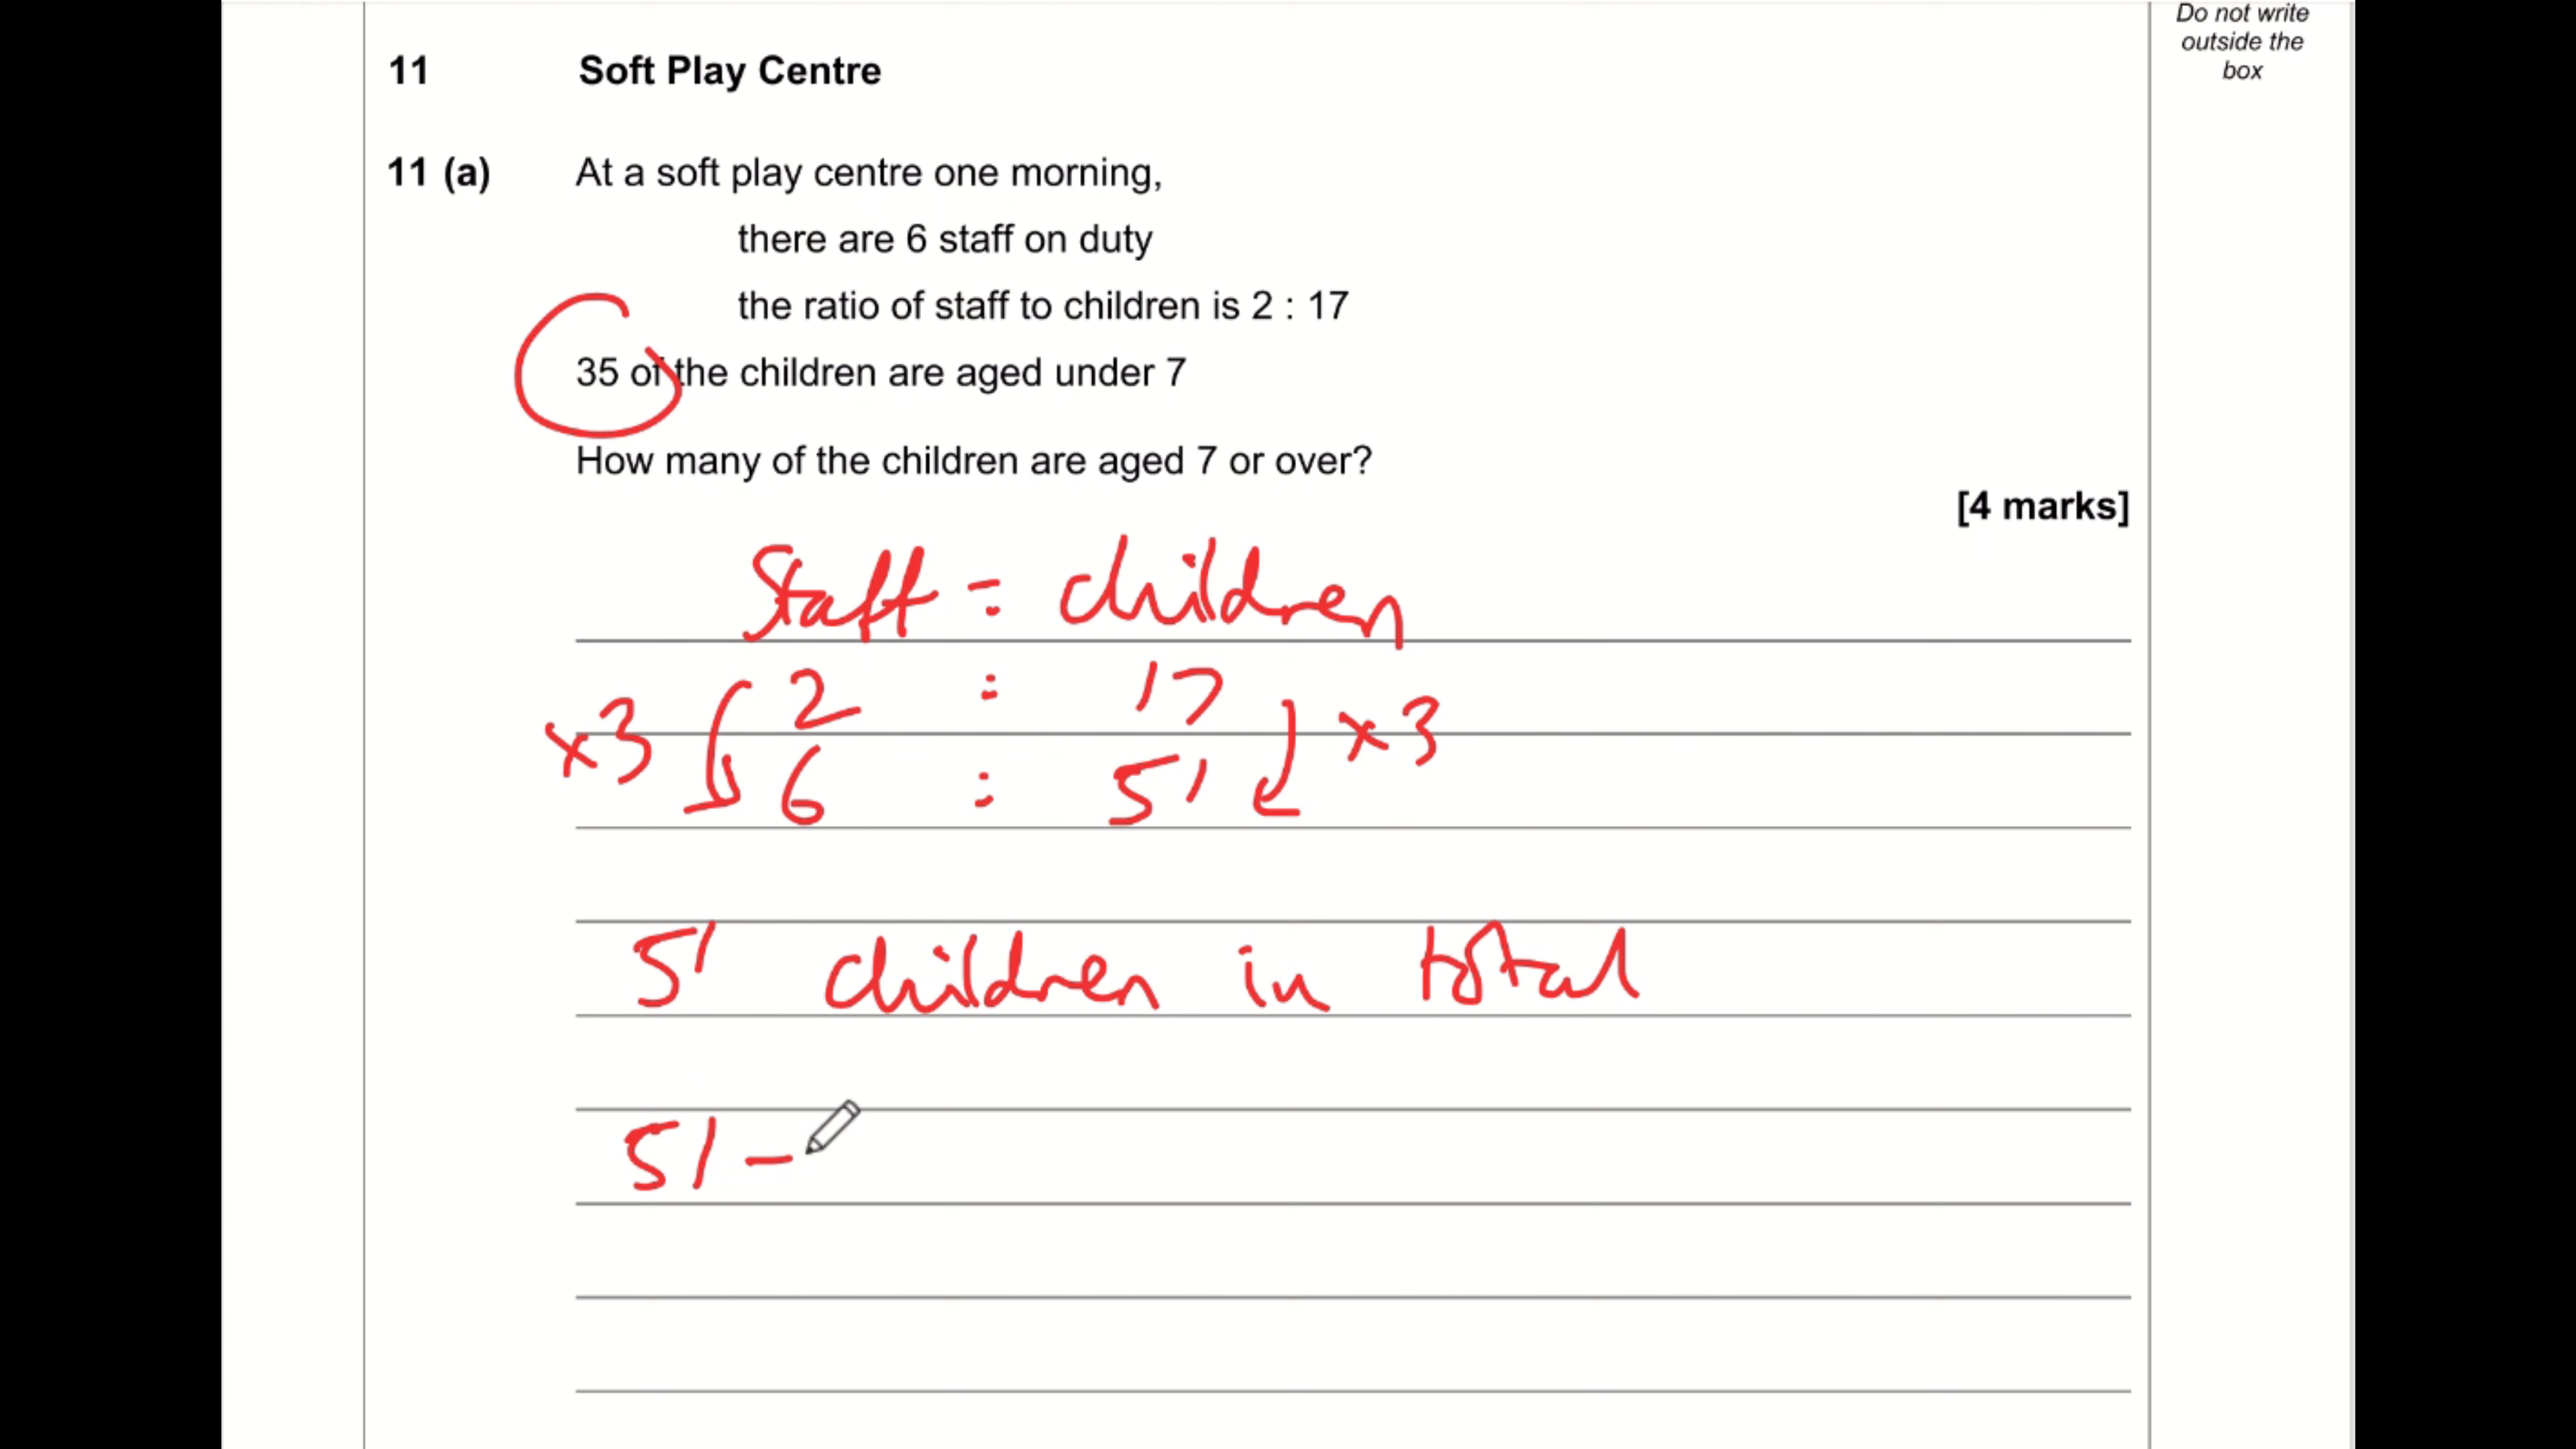 Do not write
outside the
box
11 Soft Play Centre
11 (a) At a soft play centre one morning,
there are 6 staff on duty
the ratio of staff to children is 2 : 17
35 of the children are aged under 7
How many of the children are aged 7 or over?
[4 marks]
Staff : children
×3 2 : 17 ×3
6 : 51
51 children in total
51 –